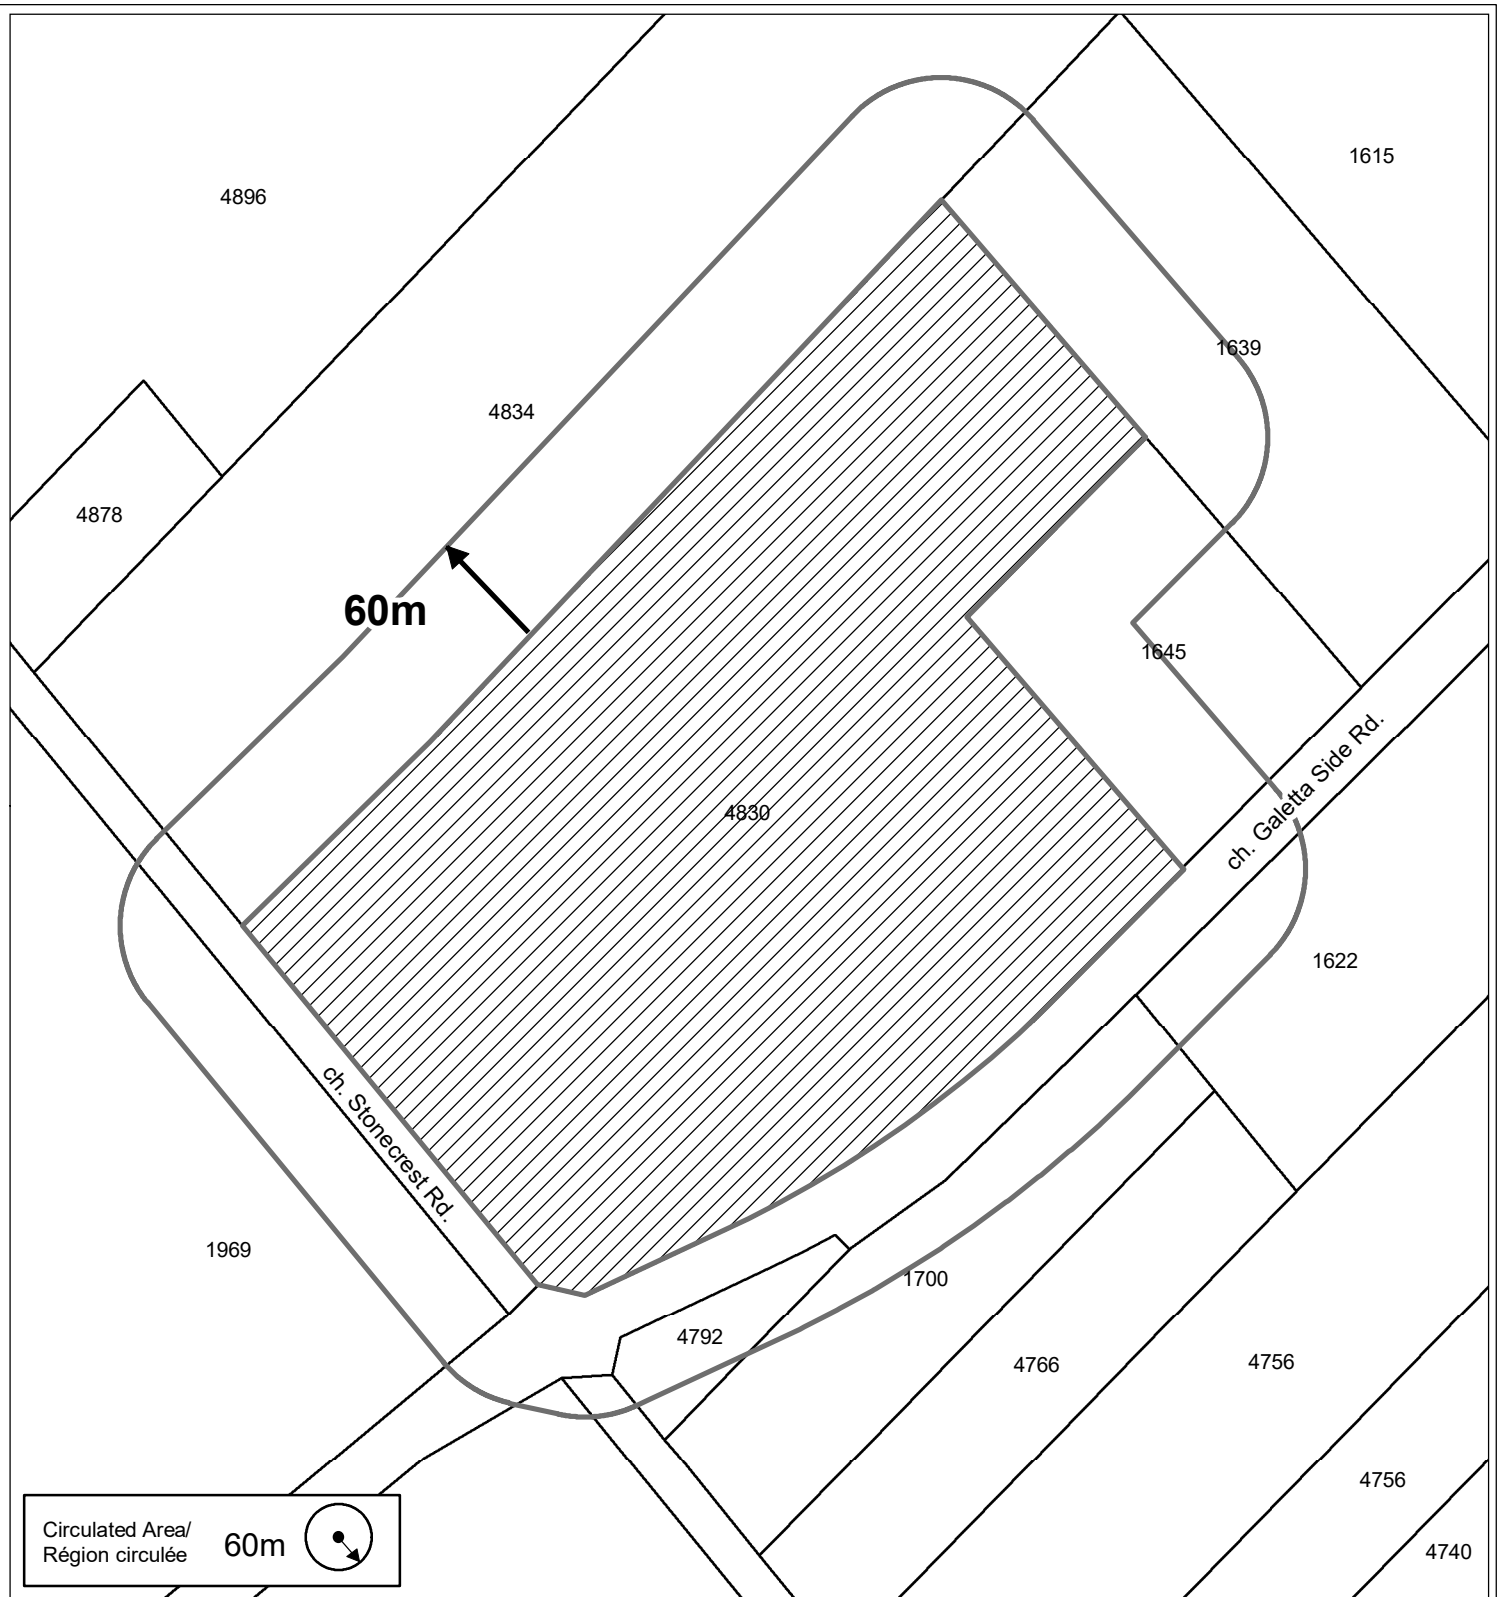 1615
4896
1639
4834
4878
60m
1645
ch. Galetta Side Rd.
4830
1622
ch. Stonecrest Rd.
1969
1700
4792
4766
4756
4756
4740
Circulated Area/
Région circulée
60m